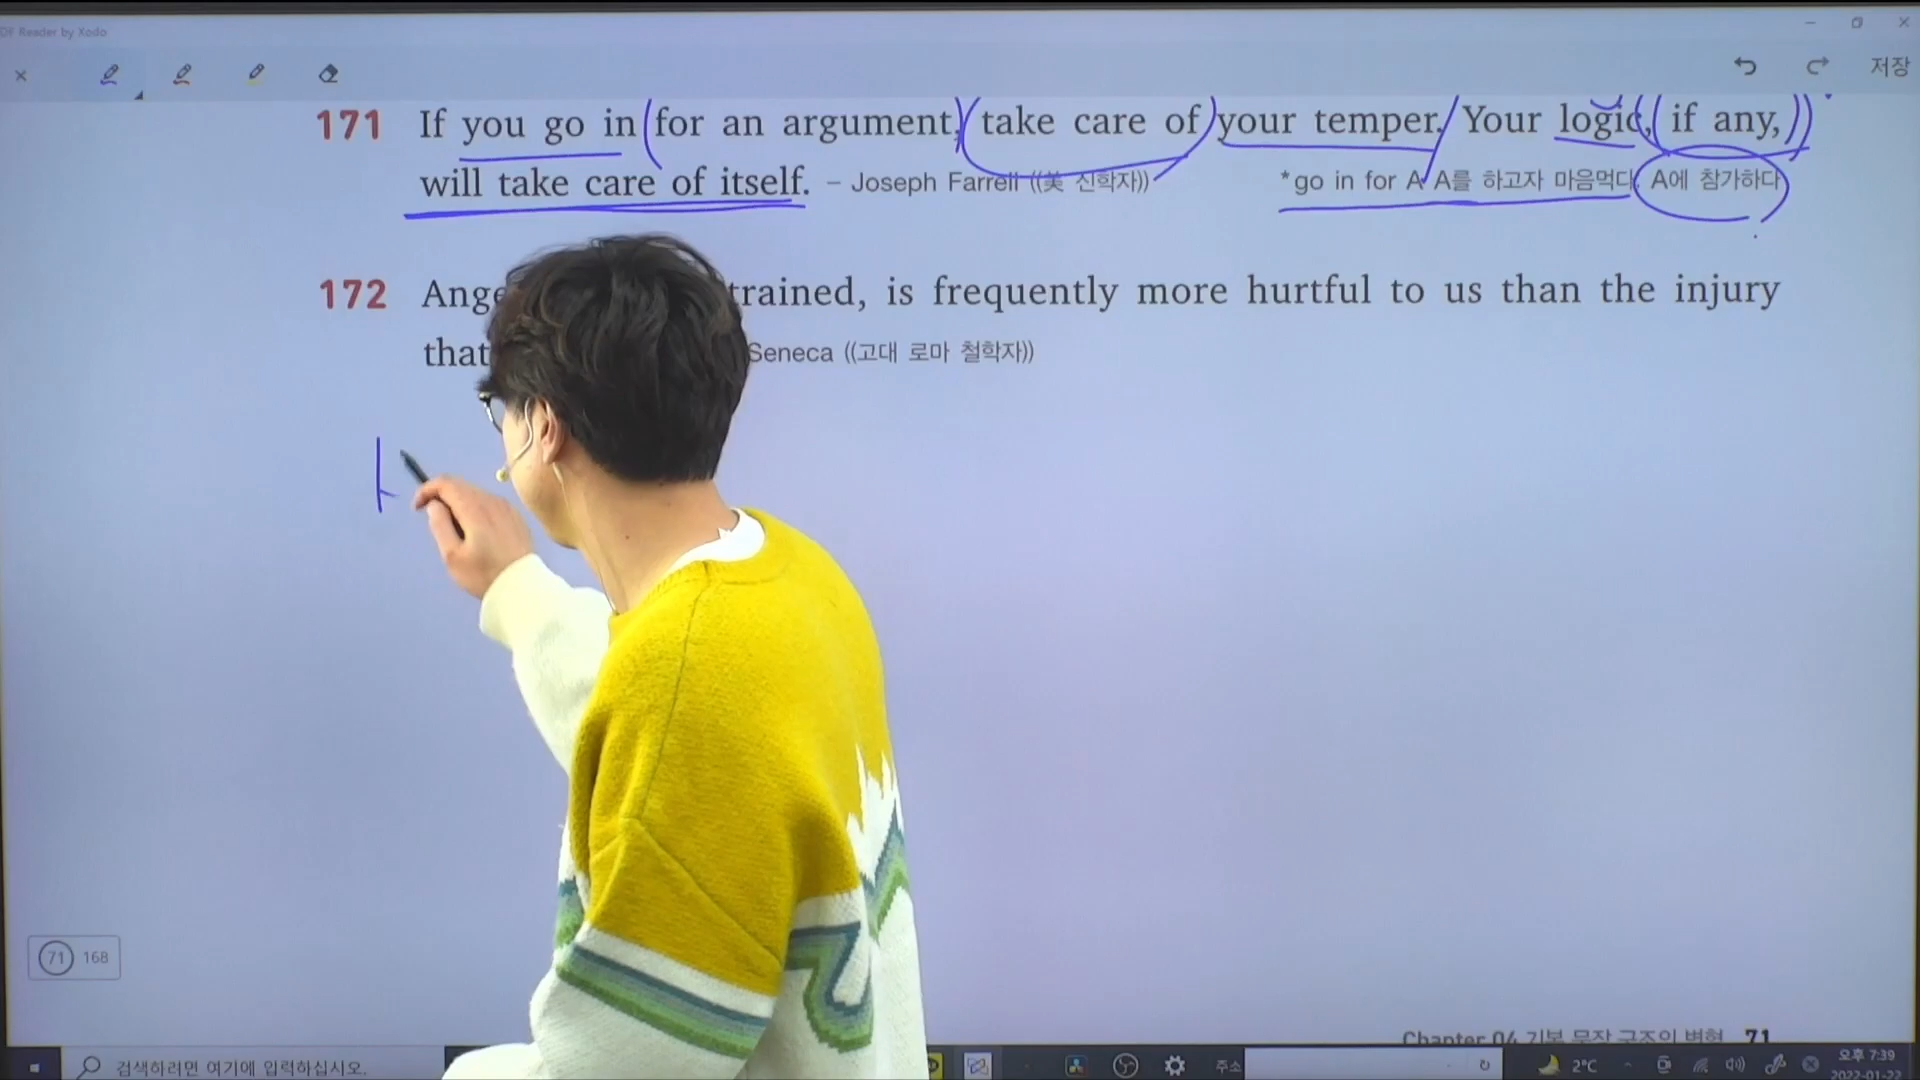 DF Reader by Xodo
저장
171 If you go in for an argument, take care of your temper. Your logic, if any,
will take care of itself. – Joseph Farrell ((美 신학자)) *go in for A A를 하고자 마음먹다, A에 참가하다
172 trained, is frequently more hurtful to us than the injury
that Seneca ((고대 로마 철학자))
71 168
Chapter 04 기본 문장 구조의 변형 71
검색하려면 여기에 입력하십시오.
주소
2°C
오후 7:39
2022-01-22